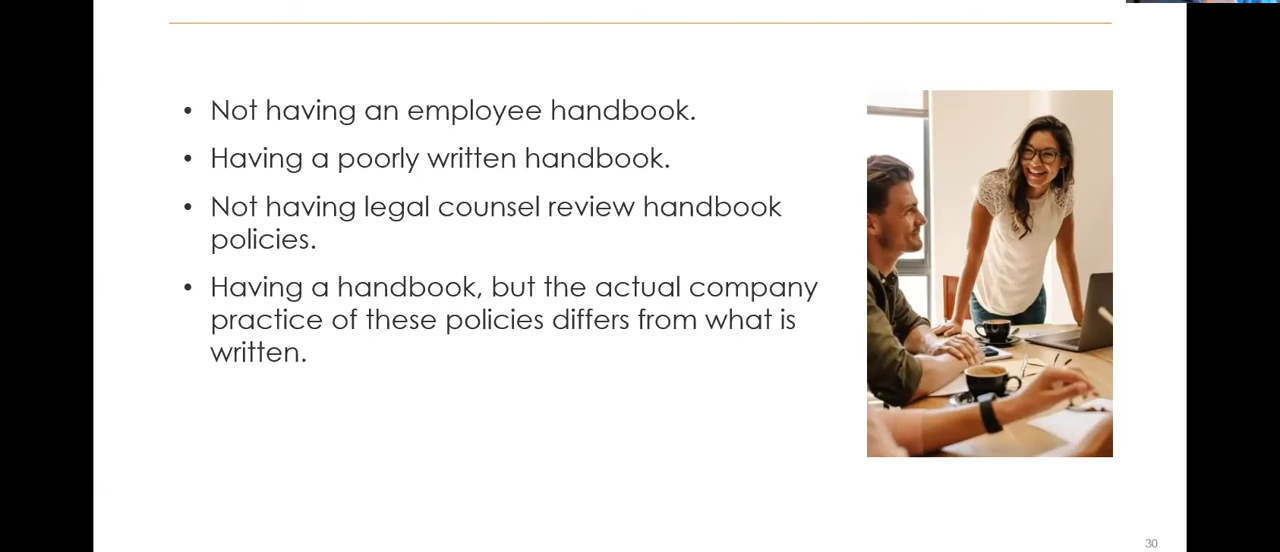 • Not having an employee handbook.
• Having a poorly written handbook.
• Not having legal counsel review handbook
policies.
• Having a handbook, but the actual company
practice of these policies differs from what is
written.
30